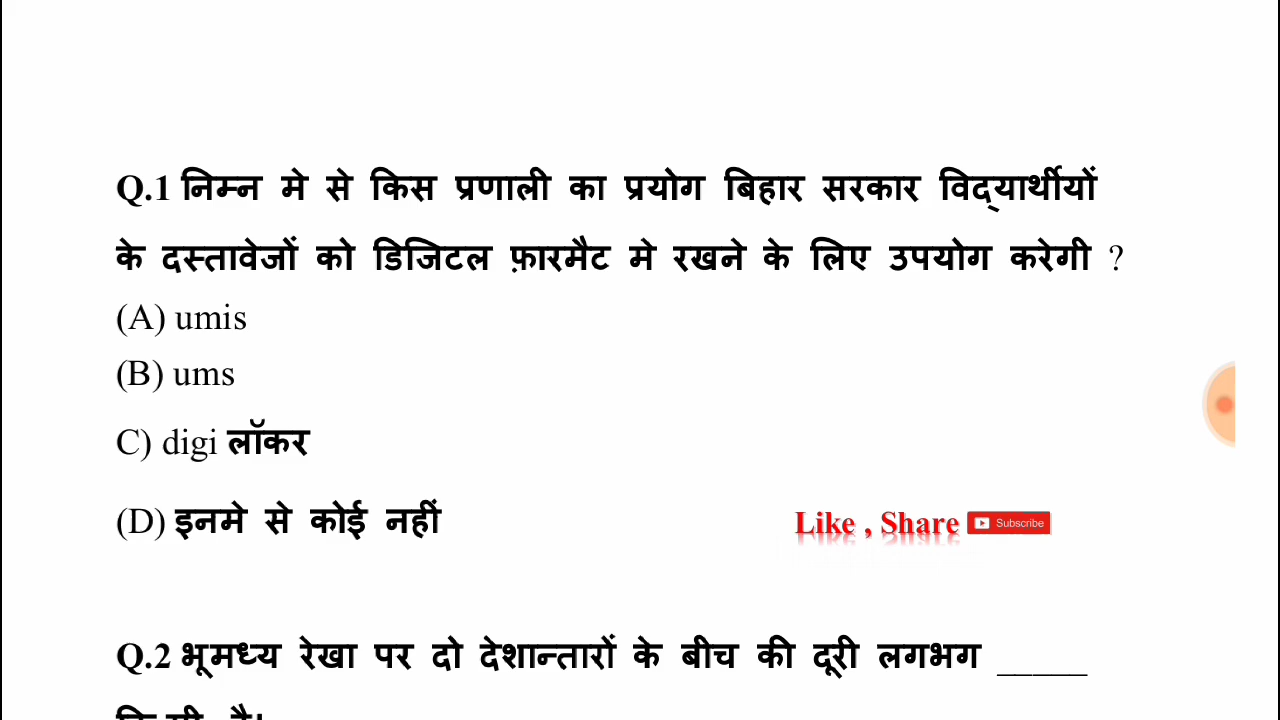 Q.1 निम्न मे से किस प्रणाली का प्रयोग बिहार सरकार विद्‌यार्थीयों
के दस्तावेजों को डिजिटल फ़ारमैट मे रखने के लिए उपयोग करेगी ?
(A) umis
(B) ums
C) digi लॉकर
(D) इनमे से कोई नहीं
Like , Share Subscribe
Q.2 भूमध्य रेखा पर दो देशान्तारों के बीच की दूरी लगभग _____